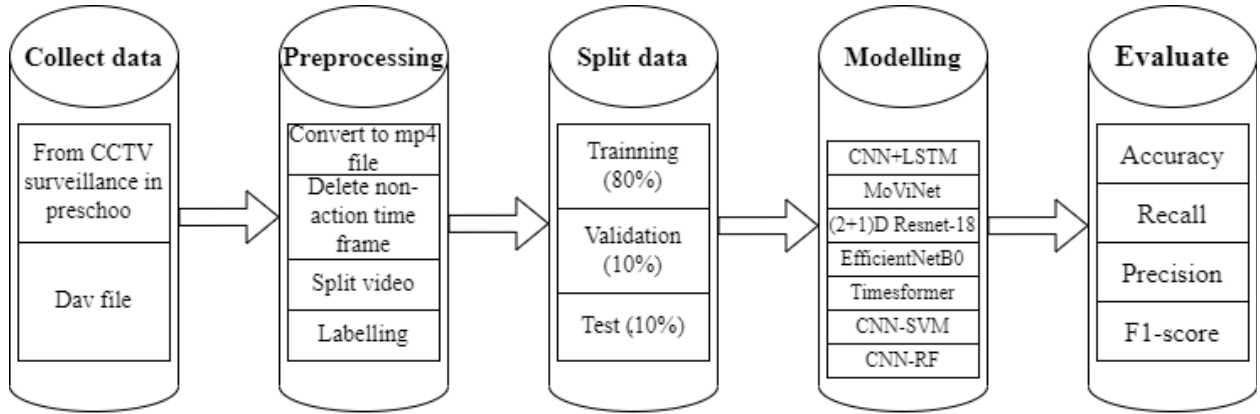 Collect data
From CCTV
surveillance in
preschoo
Dav file
Preprocessing
Convert to mp4
file
Delete non-
action time
frame
Split video
Labelling
Split data
Trainning
(80%)
Validation
(10%)
Test (10%)
Modelling
CNN+LSTM
MoViNet
(2+1)D Resnet-18
EfficientNetB0
Timesformer
CNN-SVM
CNN-RF
Evaluate
Accuracy
Recall
Precision
F1-score